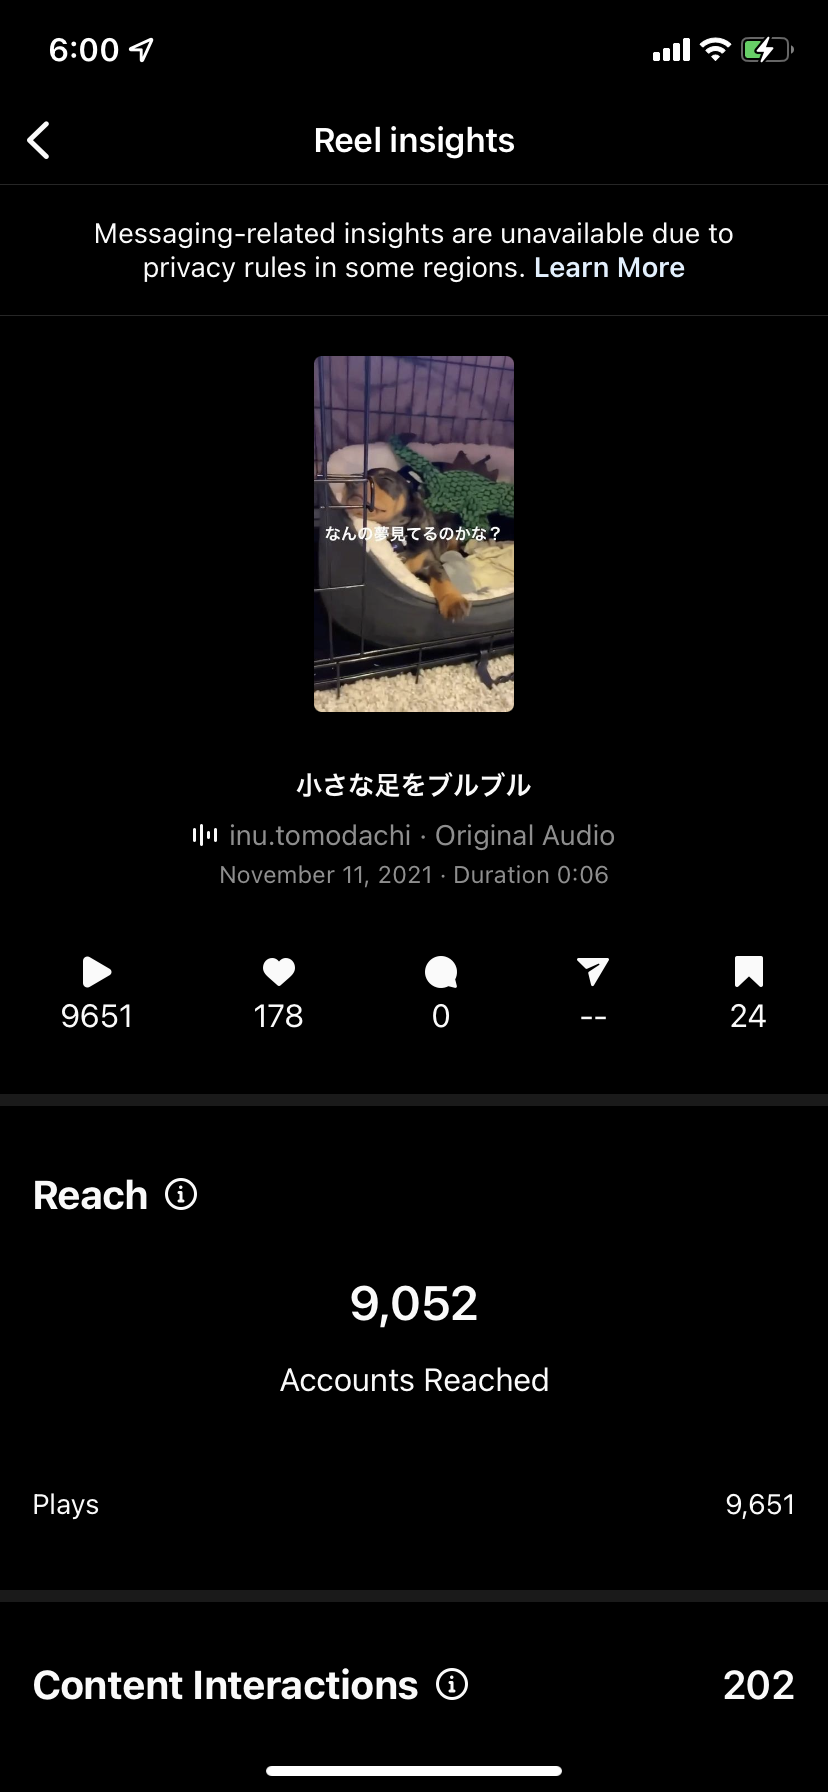 6:00
Reel insights
Messaging-related insights are unavailable due to
privacy rules in some regions. Learn More
なんの夢見てるのかな？
小さな足をブルブル
inu.tomodachi · Original Audio
November 11, 2021 · Duration 0:06
9651 178 0 -- 24
Reach
9,052
Accounts Reached
Plays 9,651
Content Interactions 202